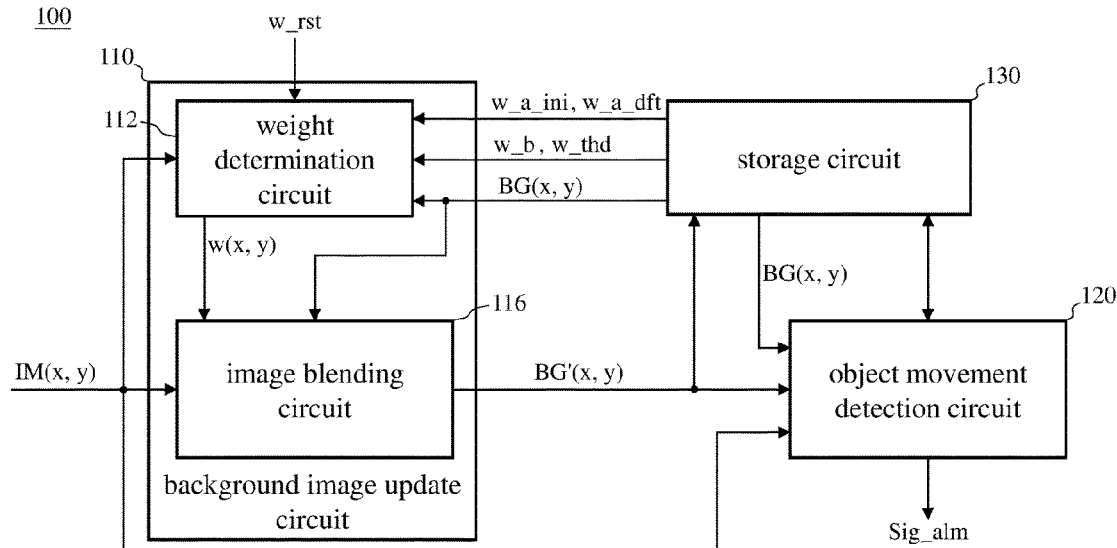 100
w_rst
110
130
112
weight
determination
circuit
w_a_ini, w_a_dft
w_b, w_thd
BG(x, y)
storage circuit
w(x, y)
BG(x, y)
116
120
IM(x, y)
image blending
circuit
BG'(x, y)
object movement
detection circuit
background image update
circuit
Sig_alm